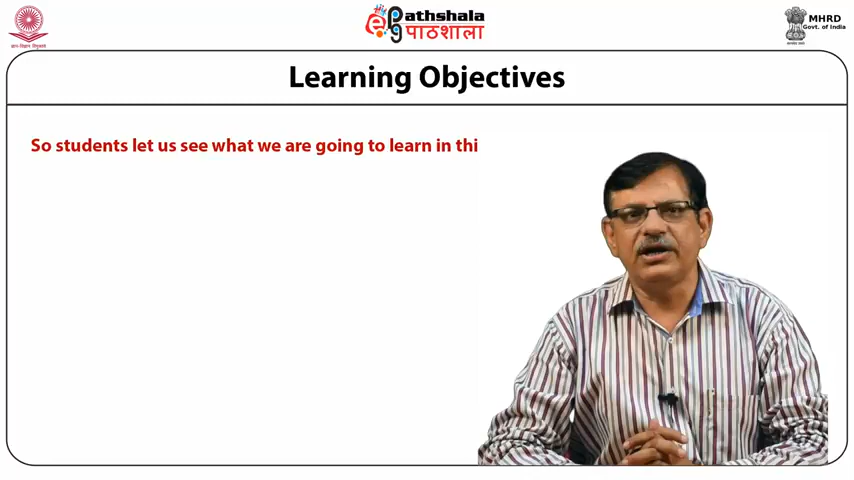 ePathshala
पाठशाला
MHRD
Govt. of India
Learning Objectives
So students let us see what we are going to learn in thi